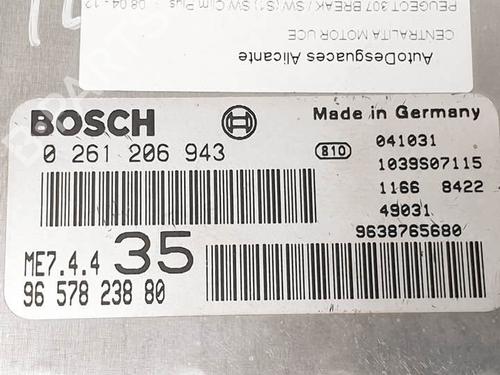 PEUGEOT 307 BREAK / SW (S1) SW Clim Plus | 08.04 - 12
CENTRALITA MOTOR UCE
AutoDesguaces Alicante
BOSCH
Made in Germany
0 261 206 943
810
041031
1039S07115
1166 8422
49031
9638765680
ME7.4.4 35
96 578 238 80